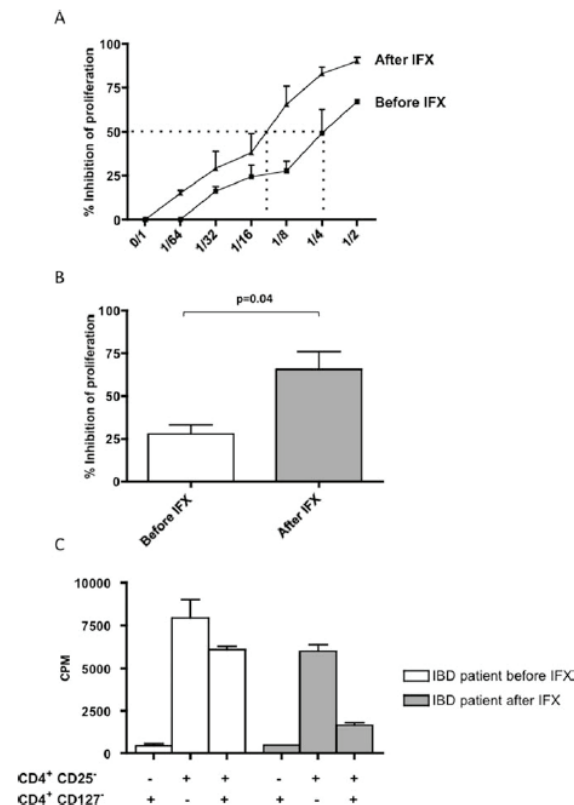 A
% Inhibition of proliferation
100
75
50
25
0
After IFX
Before IFX
0/1 1/64 1/32 1/16 1/8 1/4 1/2
B
p=0.04
% Inhibition of proliferation
100
75
50
25
0
Before IFX After IFX
C
CPM
10000
7500
5000
2500
0
IBD patient before IFX
IBD patient after IFX
CD4⁺ CD25⁻ - + + - + +
CD4⁺ CD127⁻ + - + + - +